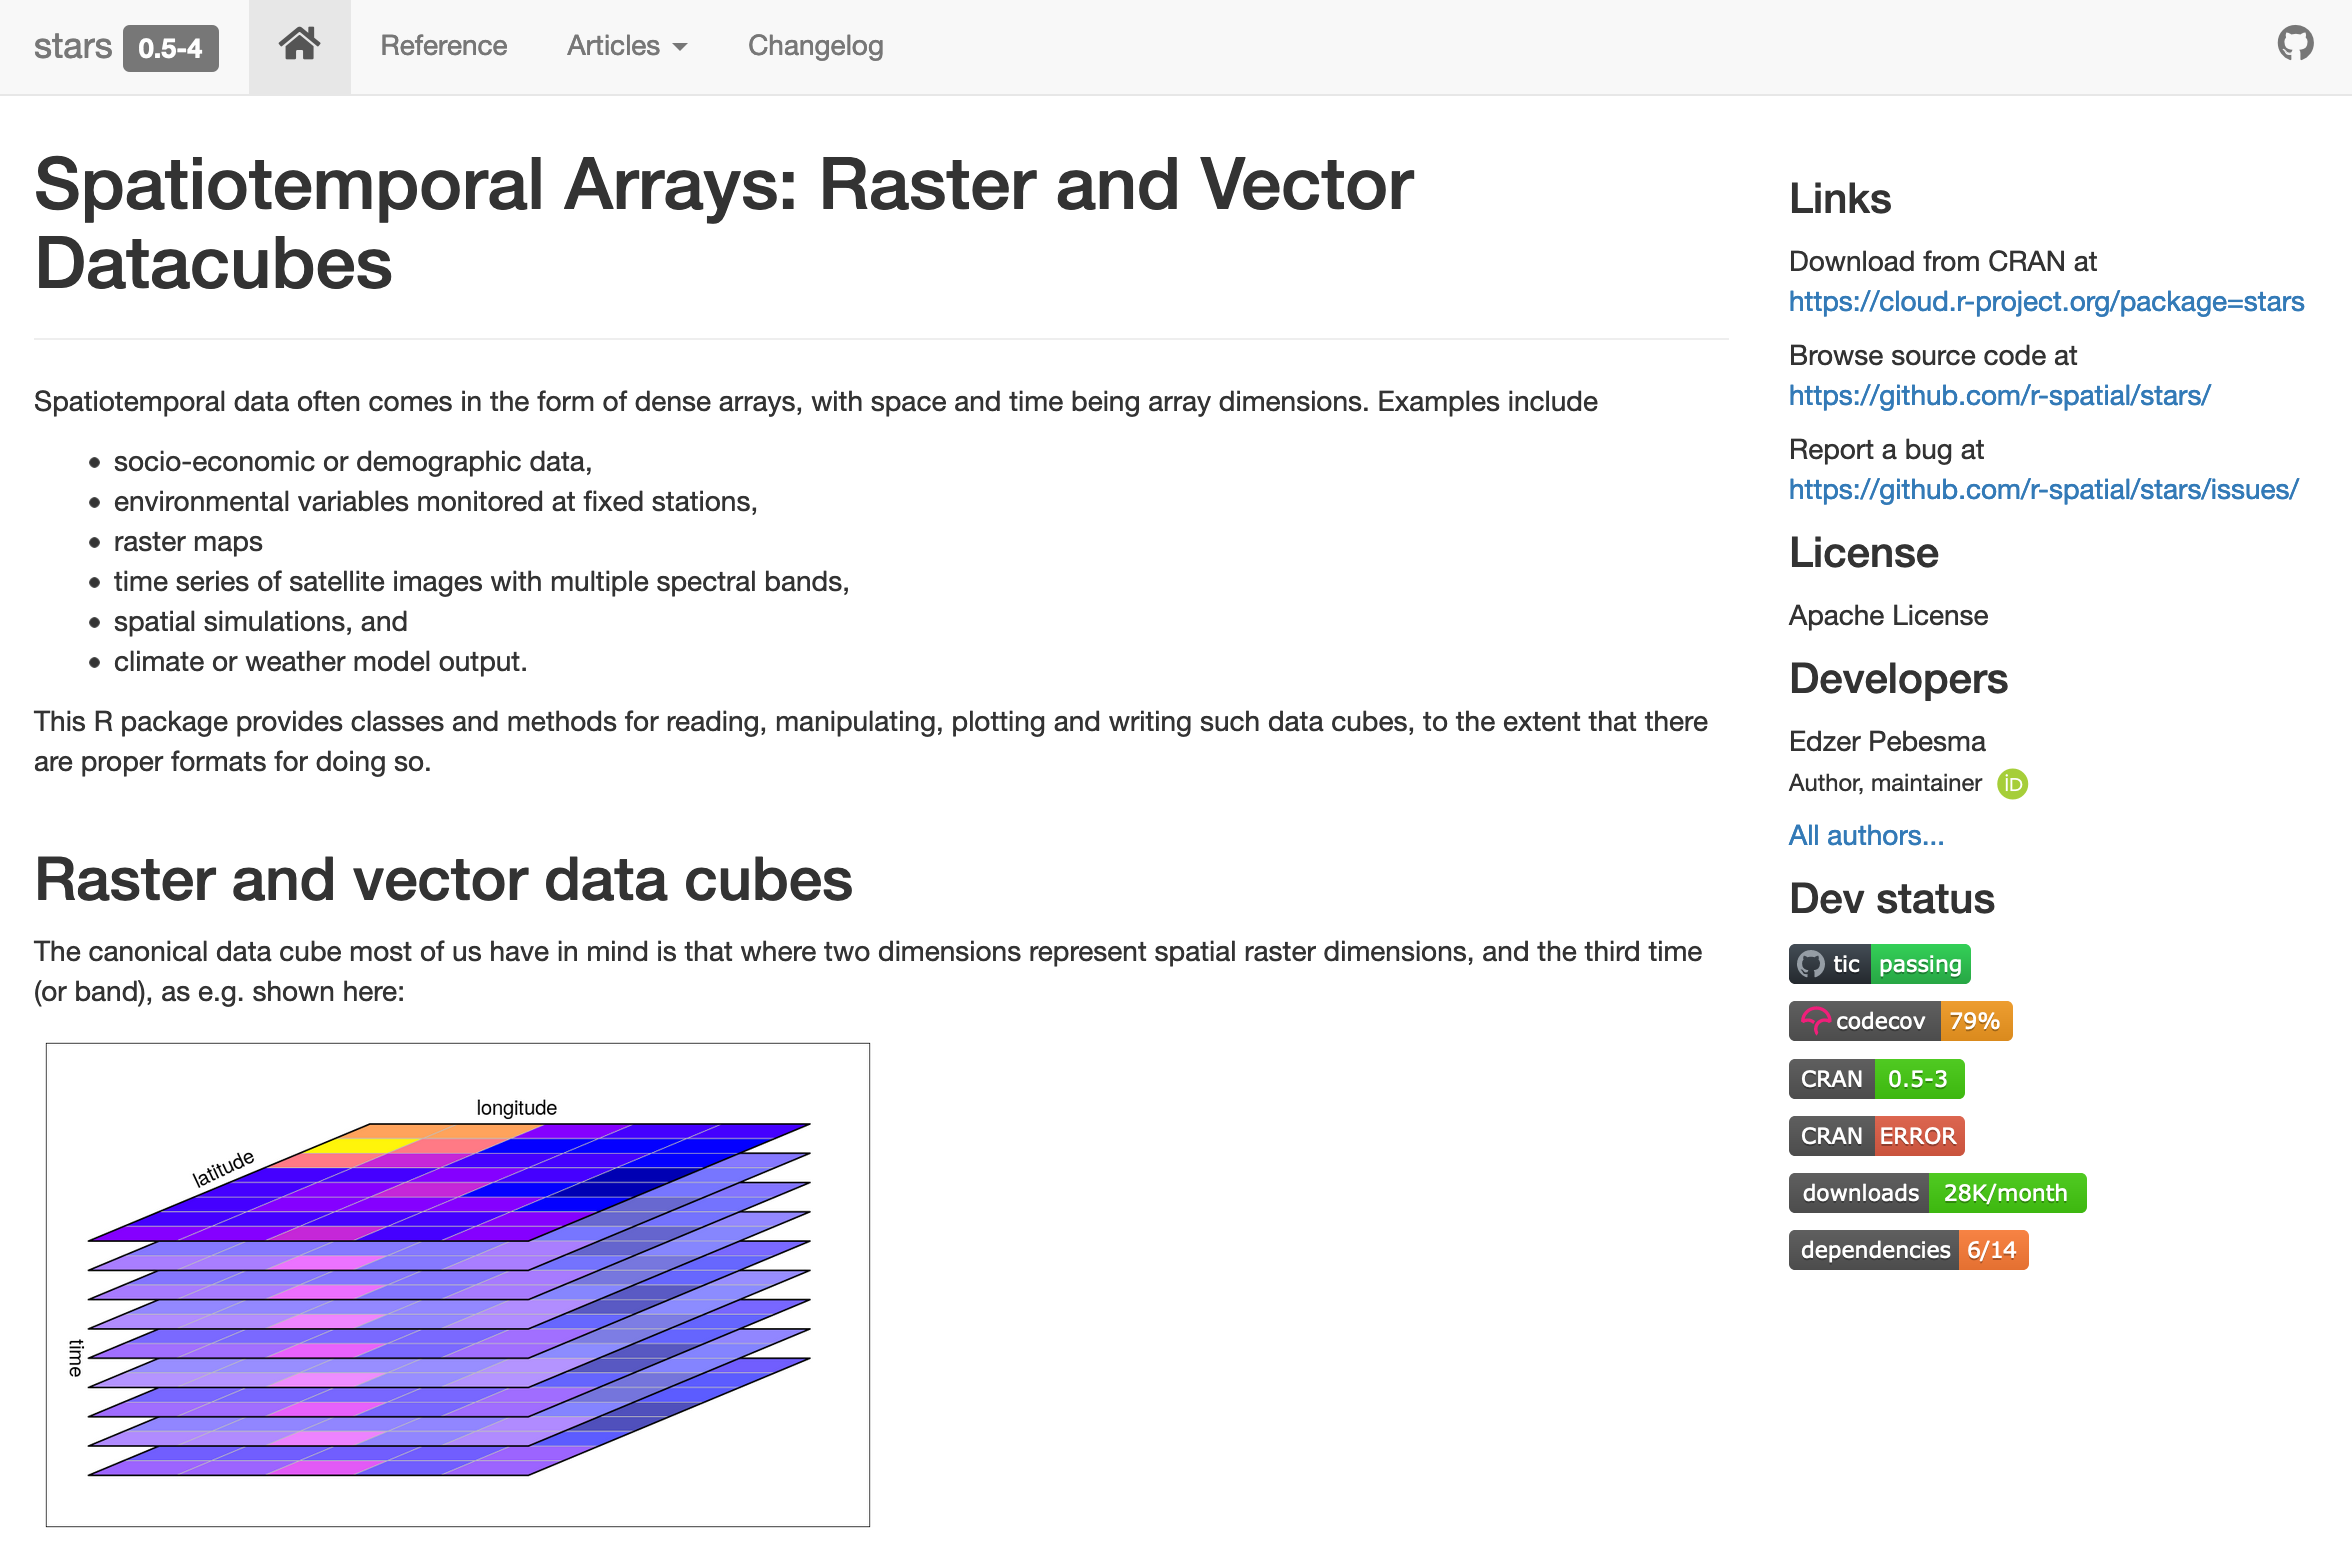 stars 0.5-4 Reference Articles Changelog
Spatiotemporal Arrays: Raster and Vector
Datacubes
Spatiotemporal data often comes in the form of dense arrays, with space and time being array dimensions. Examples include
socio-economic or demographic data,
environmental variables monitored at fixed stations,
raster maps
time series of satellite images with multiple spectral bands,
spatial simulations, and
climate or weather model output.
This R package provides classes and methods for reading, manipulating, plotting and writing such data cubes, to the extent that there
are proper formats for doing so.
Raster and vector data cubes
The canonical data cube most of us have in mind is that where two dimensions represent spatial raster dimensions, and the third time
(or band), as e.g. shown here:
longitude
latitude
time
Links
Download from CRAN at
https://cloud.r-project.org/package=stars
Browse source code at
https://github.com/r-spatial/stars/
Report a bug at
https://github.com/r-spatial/stars/issues/
License
Apache License
Developers
Edzer Pebesma
Author, maintainer iD
All authors...
Dev status
tic passing
codecov 79%
CRAN 0.5-3
CRAN ERROR
downloads 28K/month
dependencies 6/14